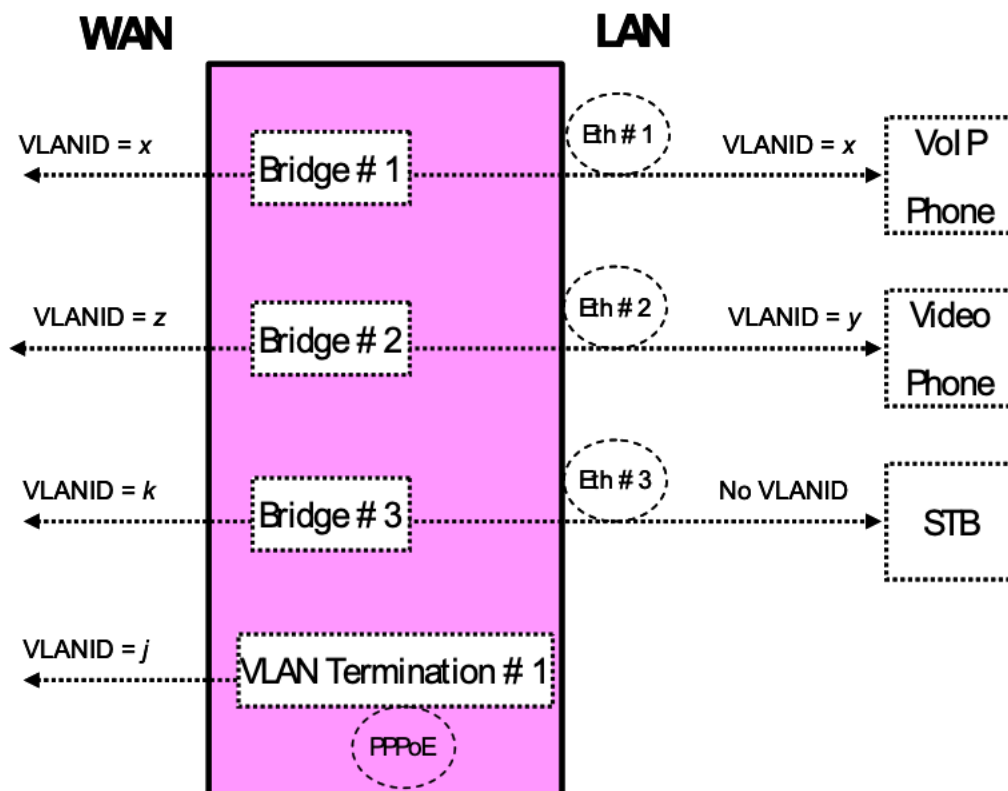 WAN
LAN
VLANID = x
Bridge # 1
Eth # 1
VLANID = x
VoIP
Phone
VLANID = z
Bridge # 2
Eth # 2
VLANID = y
Video
Phone
VLANID = k
Bridge # 3
Eth # 3
No VLANID
STB
VLANID = j
VLAN Termination # 1
PPPoE